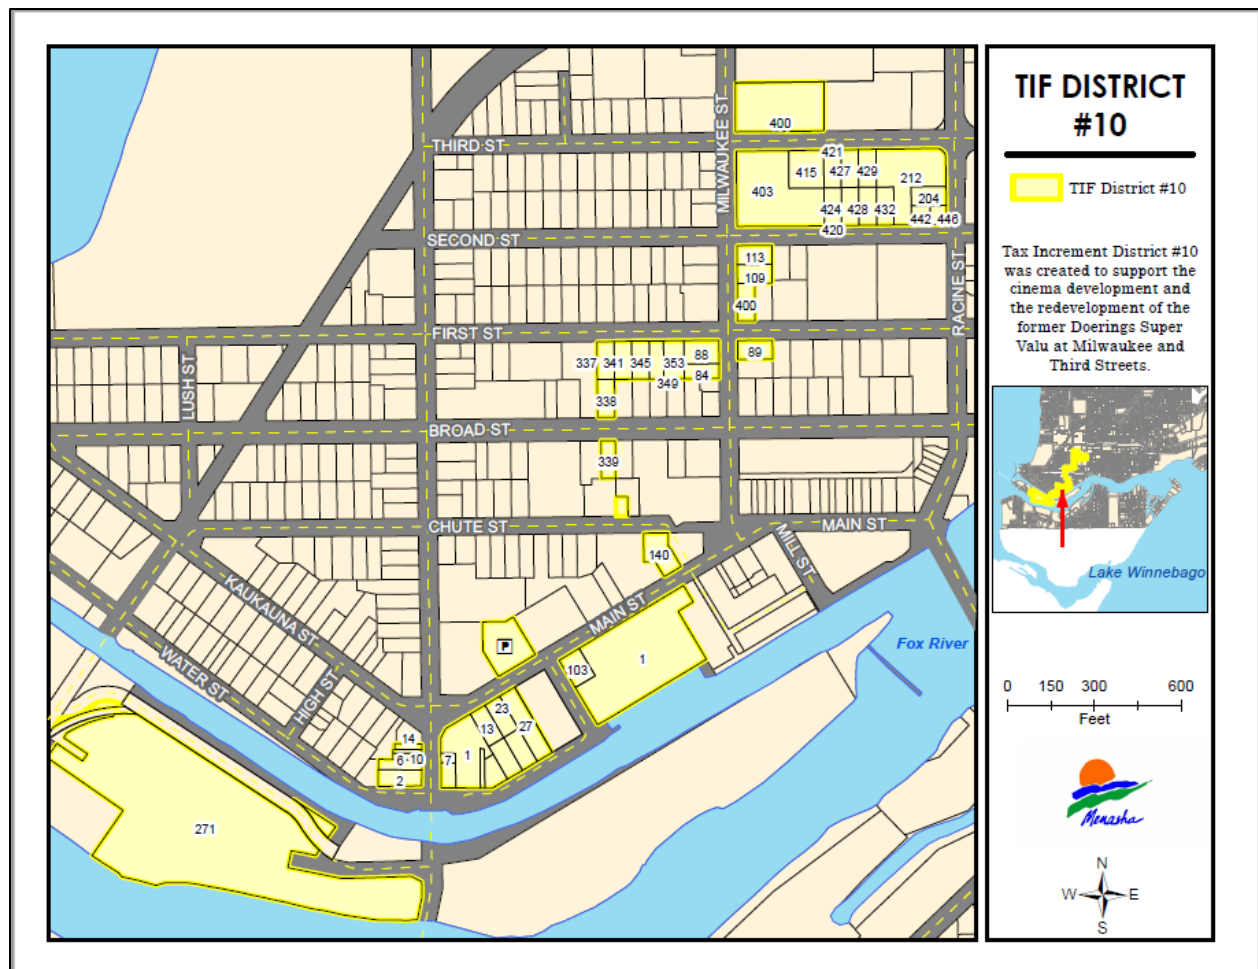 TIF DISTRICT
#10
TIF District #10
Tax Increment District #10
was created to support the
cinema development and
the redevelopment of the
former Doerings Super
Valu at Milwaukee and
Third Streets.
Lake Winnebago
0 150 300 600
Feet
Menasha
N
W E
S
MILWAUKEE ST
400
THIRD ST
421
415 427 429
403
212
204
424 428 432
442 446
420
SECOND ST
RACINE ST
113
109
400
FIRST ST
LUSH ST
337 341 345 353 88
89
84
349
338
BROAD ST
339
CHUTE ST
MAIN ST
MILL ST
140
KAUKAUNA ST
MAIN ST
P
WATER ST
HIGH ST
103
1
Fox River
23
13
27
14
6 10
7
1
2
271